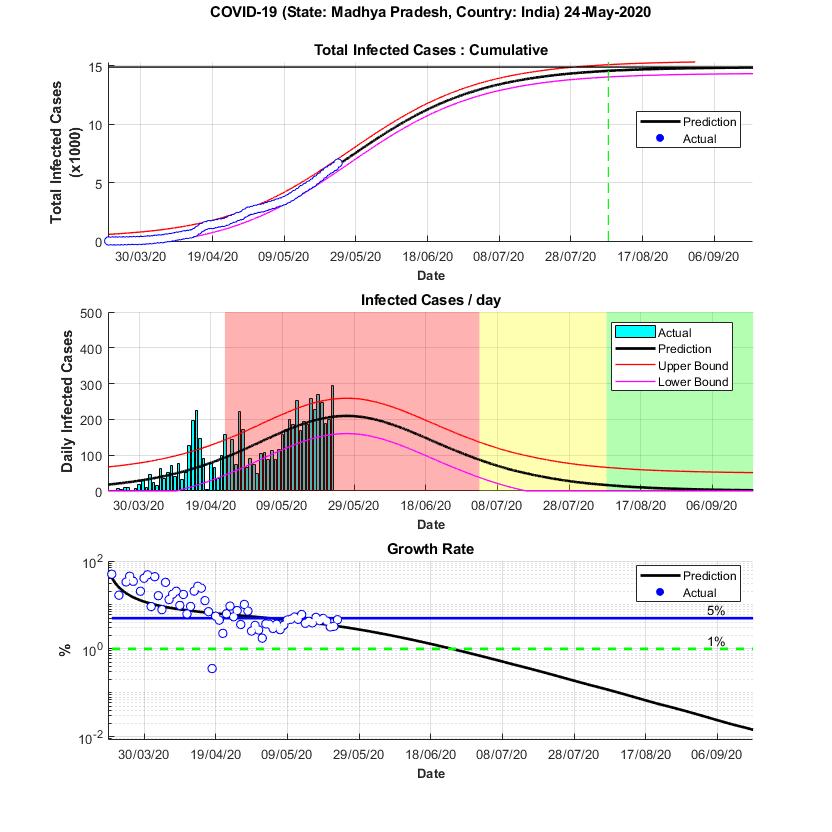 COVID-19 (State: Madhya Pradesh, Country: India) 24-May-2020
Total Infected Cases : Cumulative
Total Infected Cases
(x1000)
15
10
5
0
Prediction
Actual
30/03/20 19/04/20 09/05/20 29/05/20 18/06/20 08/07/20 28/07/20 17/08/20 06/09/20
Date
Infected Cases / day
Daily Infected Cases
500
400
300
200
100
0
Actual
Prediction
Upper Bound
Lower Bound
30/03/20 19/04/20 09/05/20 29/05/20 18/06/20 08/07/20 28/07/20 17/08/20 06/09/20
Date
Growth Rate
%
10²
10⁰
10⁻²
Prediction
Actual
5%
1%
30/03/20 19/04/20 09/05/20 29/05/20 18/06/20 08/07/20 28/07/20 17/08/20 06/09/20
Date